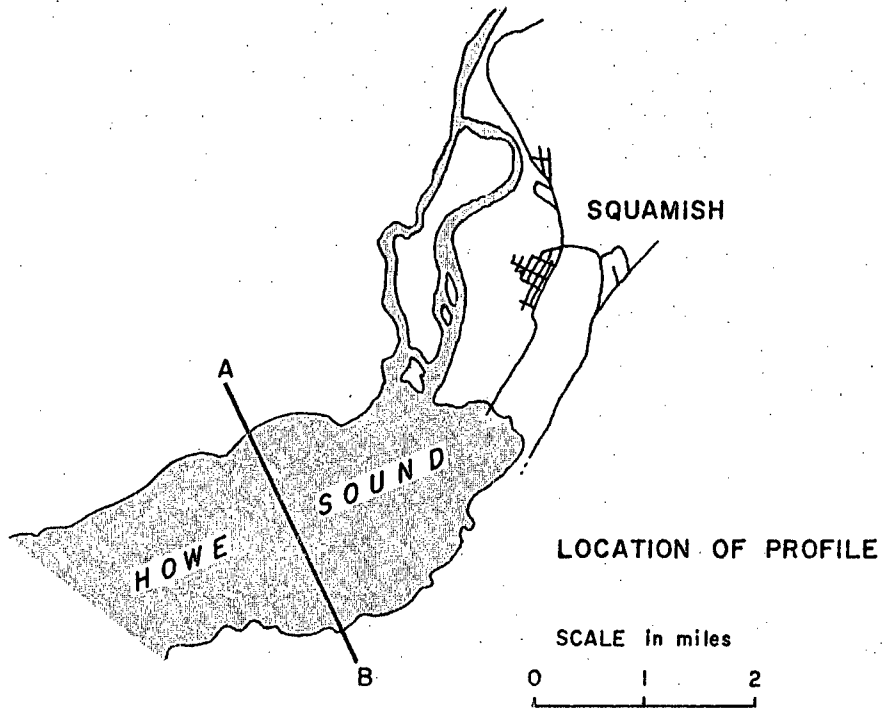 SQUAMISH
A
HOWE SOUND
B
LOCATION OF PROFILE
SCALE In miles
0 1 2